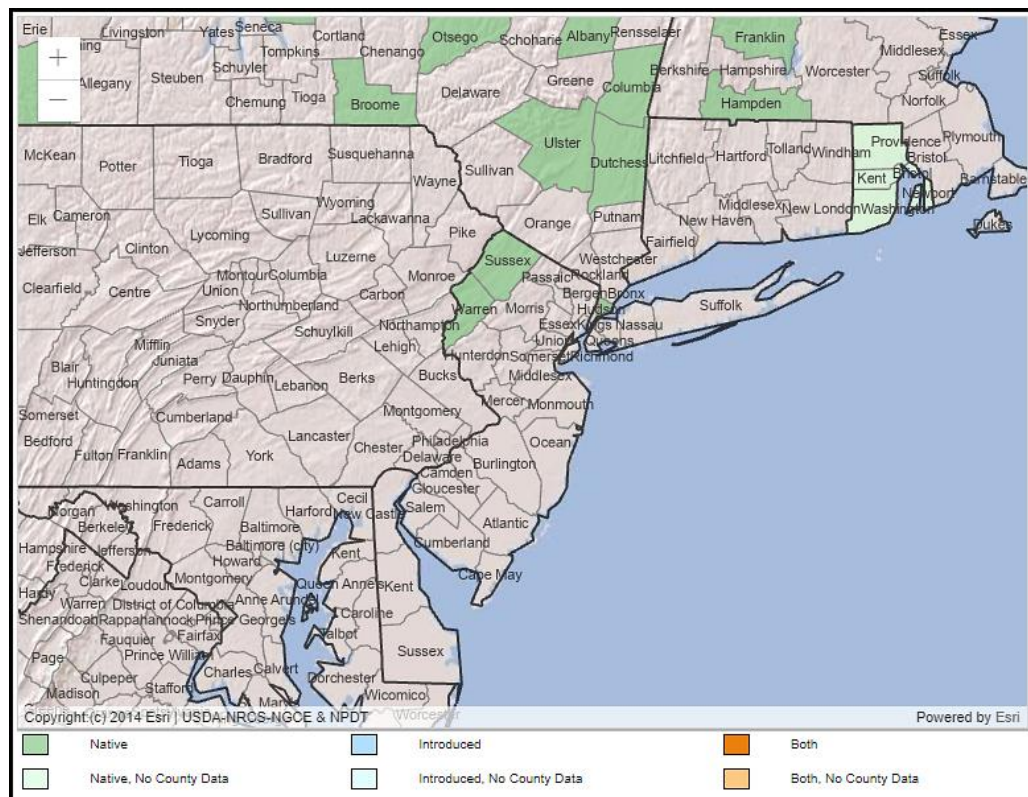 Erie Livingston Yates Seneca Cortland Otsego Schoharie Albany Rensselaer Franklin Essex
Tompkins Chenango Berkshire Hampshire Worcester Middlesex
Allegany Steuben Schuyler Greene Columbia Suffolk
Chemung Tioga Broome Delaware Hampden Norfolk
McKean Potter Tioga Bradford Susquehanna Sullivan Ulster Dutchess Litchfield Hartford Tolland Windham Providence Plymouth
Bristol
Wayne Kent Bristol Barnstable
Elk Cameron Sullivan Wyoming Lackawanna Orange Putnam New Haven Middlesex New London Washington Newport
Jefferson Clinton Lycoming Luzerne Pike Fairfield Dukes
Clearfield Centre Union Montour Columbia Carbon Monroe Sussex Passaic Westchester Rockland
Snyder Northumberland Schuylkill Northampton Warren Morris Bergen Bronx Hudson Suffolk
Essex Kings Nassau
Mifflin Juniata Lehigh Union Queens
Blair Huntingdon Perry Dauphin Lebanon Berks Bucks Hunterdon Somerset Richmond
Middlesex
Somerset Cumberland Montgomery Mercer Monmouth
Bedford Fulton Franklin Adams York Lancaster Chester Philadelphia Delaware Ocean
Camden Burlington
Gloucester
Morgan Washington Carroll Harford Cecil New Castle Salem Atlantic
Berkeley Frederick Baltimore
Hampshire Jefferson Baltimore (city) Kent Cumberland
Frederick Howard
Hardy Clarke Loudoun Montgomery Queen Anne's Kent Cape May
Warren District of Columbia Anne Arundel Caroline
Shenandoah Rappahannock Prince George's Talbot
Fauquier Fairfax
Page Prince William Sussex
Culpeper Charles Calvert Dorchester
Madison Stafford St. Mary's Wicomico
Worcester
Copyright:(c) 2014 Esri | USDA-NRCS-NGCE & NPDT
Powered by Esri
Native Introduced Both
Native, No County Data Introduced, No County Data Both, No County Data